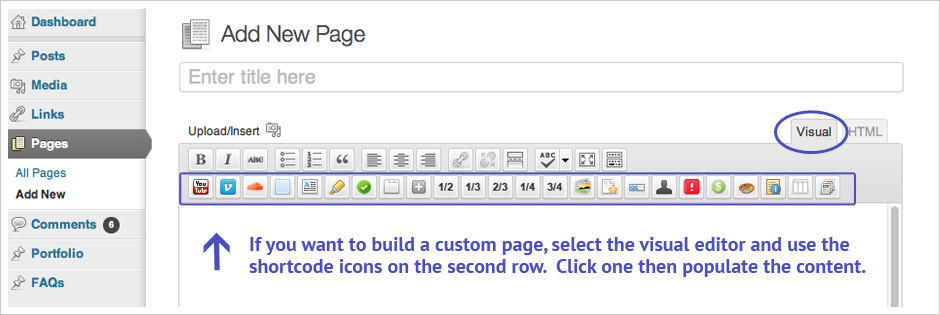 Dashboard
Posts
Media
Links
Pages
All Pages
Add New
Comments 6
Portfolio
FAQs
Add New Page
Enter title here
Upload/Insert
Visual HTML
B I ABC ABC
You Tube 1/2 1/3 2/3 1/4 3/4
If you want to build a custom page, select the visual editor and use the
shortcode icons on the second row. Click one then populate the content.